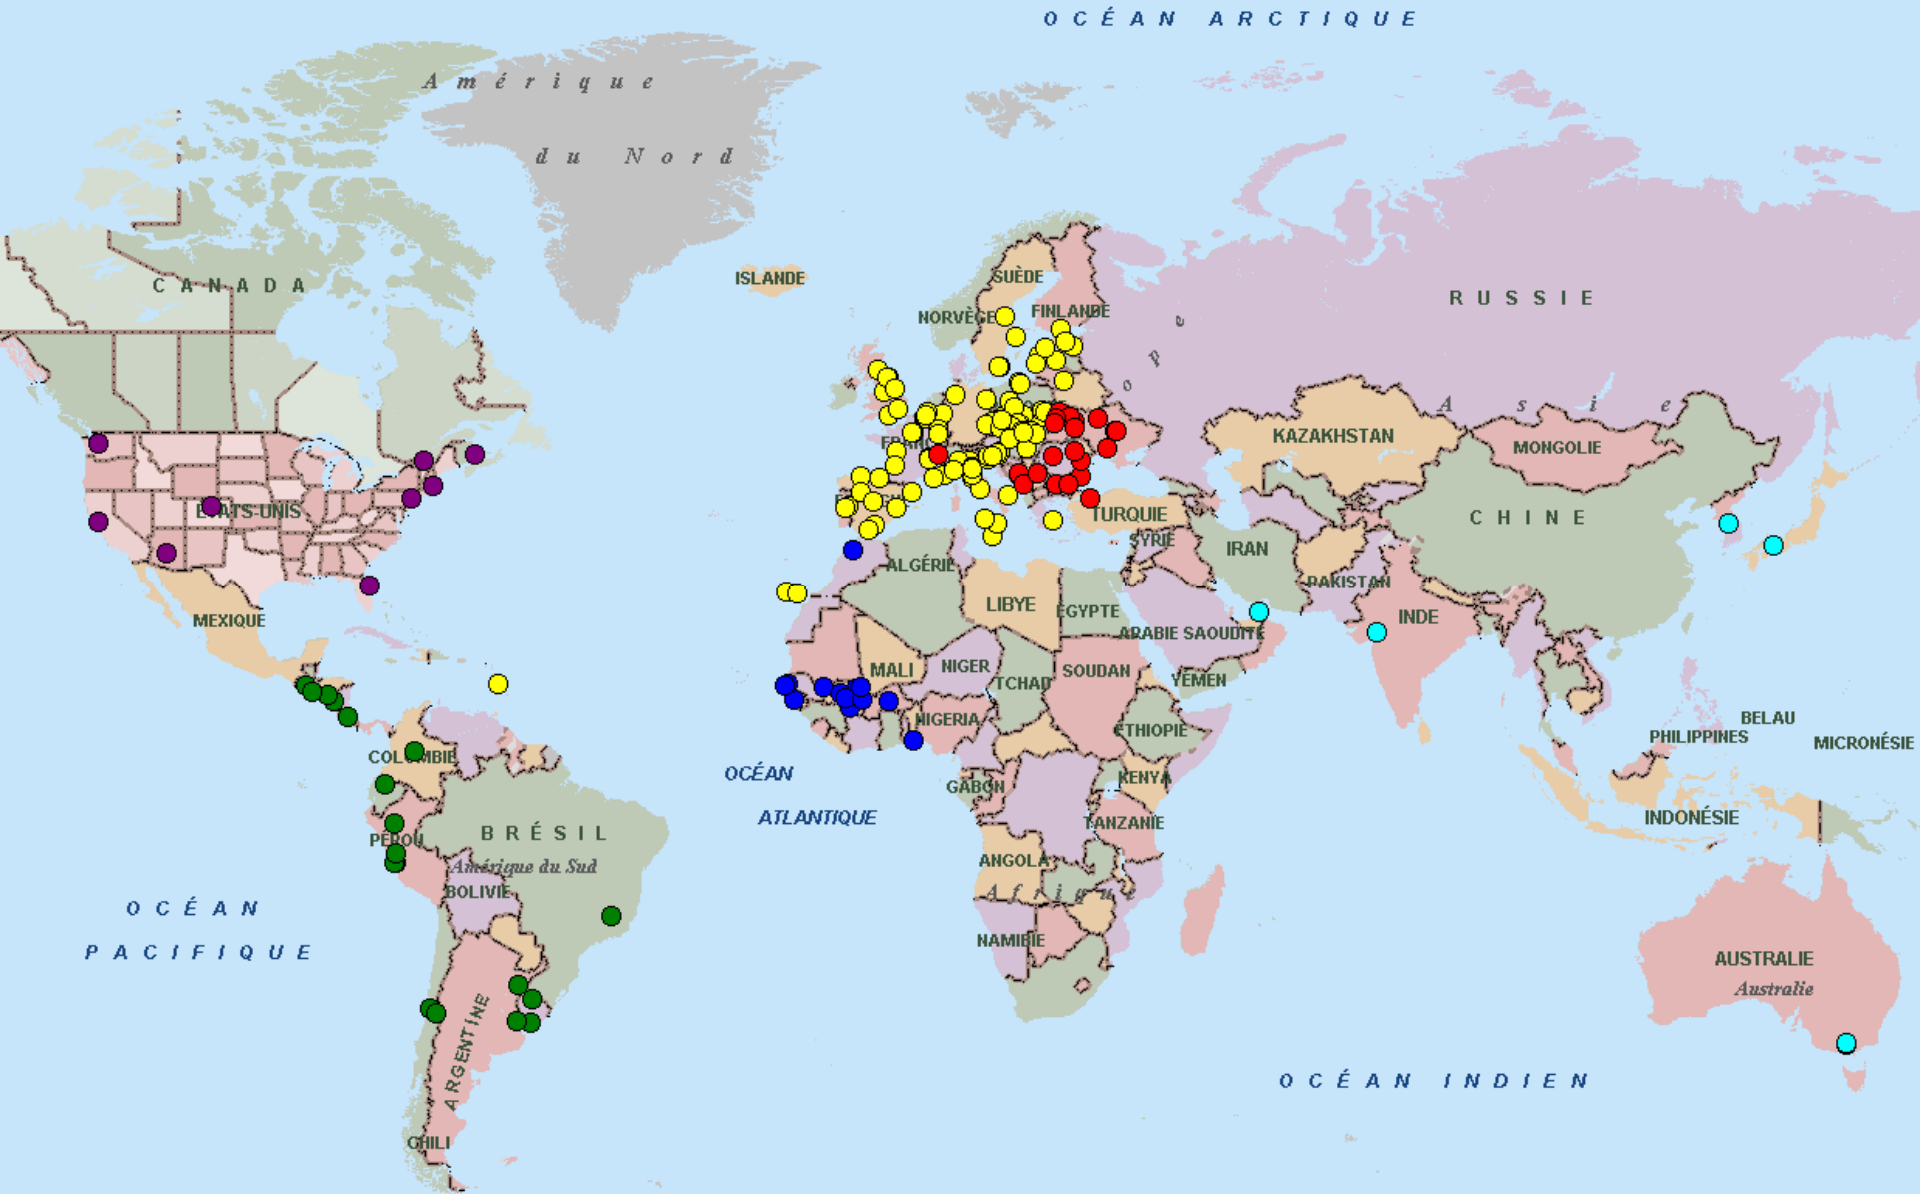 OCÉAN ARCTIQUE
Amérique
du Nord
CANADA
ISLANDE
SUÈDE
NORVÈGE
FINLANDE
RUSSIE
o p e
Asie
KAZAKHSTAN
MONGOLIE
CHINE
ÉTATS-UNIS
MEXIQUE
TURQUIE
SYRIE
IRAN
PAKISTAN
INDE
ALGÉRIE
LIBYE
EGYPTE
ARABIE SAOUDITE
YÉMEN
MALI
NIGER
TCHAD
SOUDAN
NIGERIA
ETHIOPIE
KENYA
GABON
TANZANIE
ANGOLA
Afrique
NAMIBIE
COLOMBIE
PÉROU
BRÉSIL
Amérique du Sud
BOLIVIE
ARGENTINE
CHILI
OCÉAN
ATLANTIQUE
OCÉAN
PACIFIQUE
BELAU
PHILIPPINES
MICRONÉSIE
INDONÉSIE
AUSTRALIE
Australie
OCÉAN INDIEN